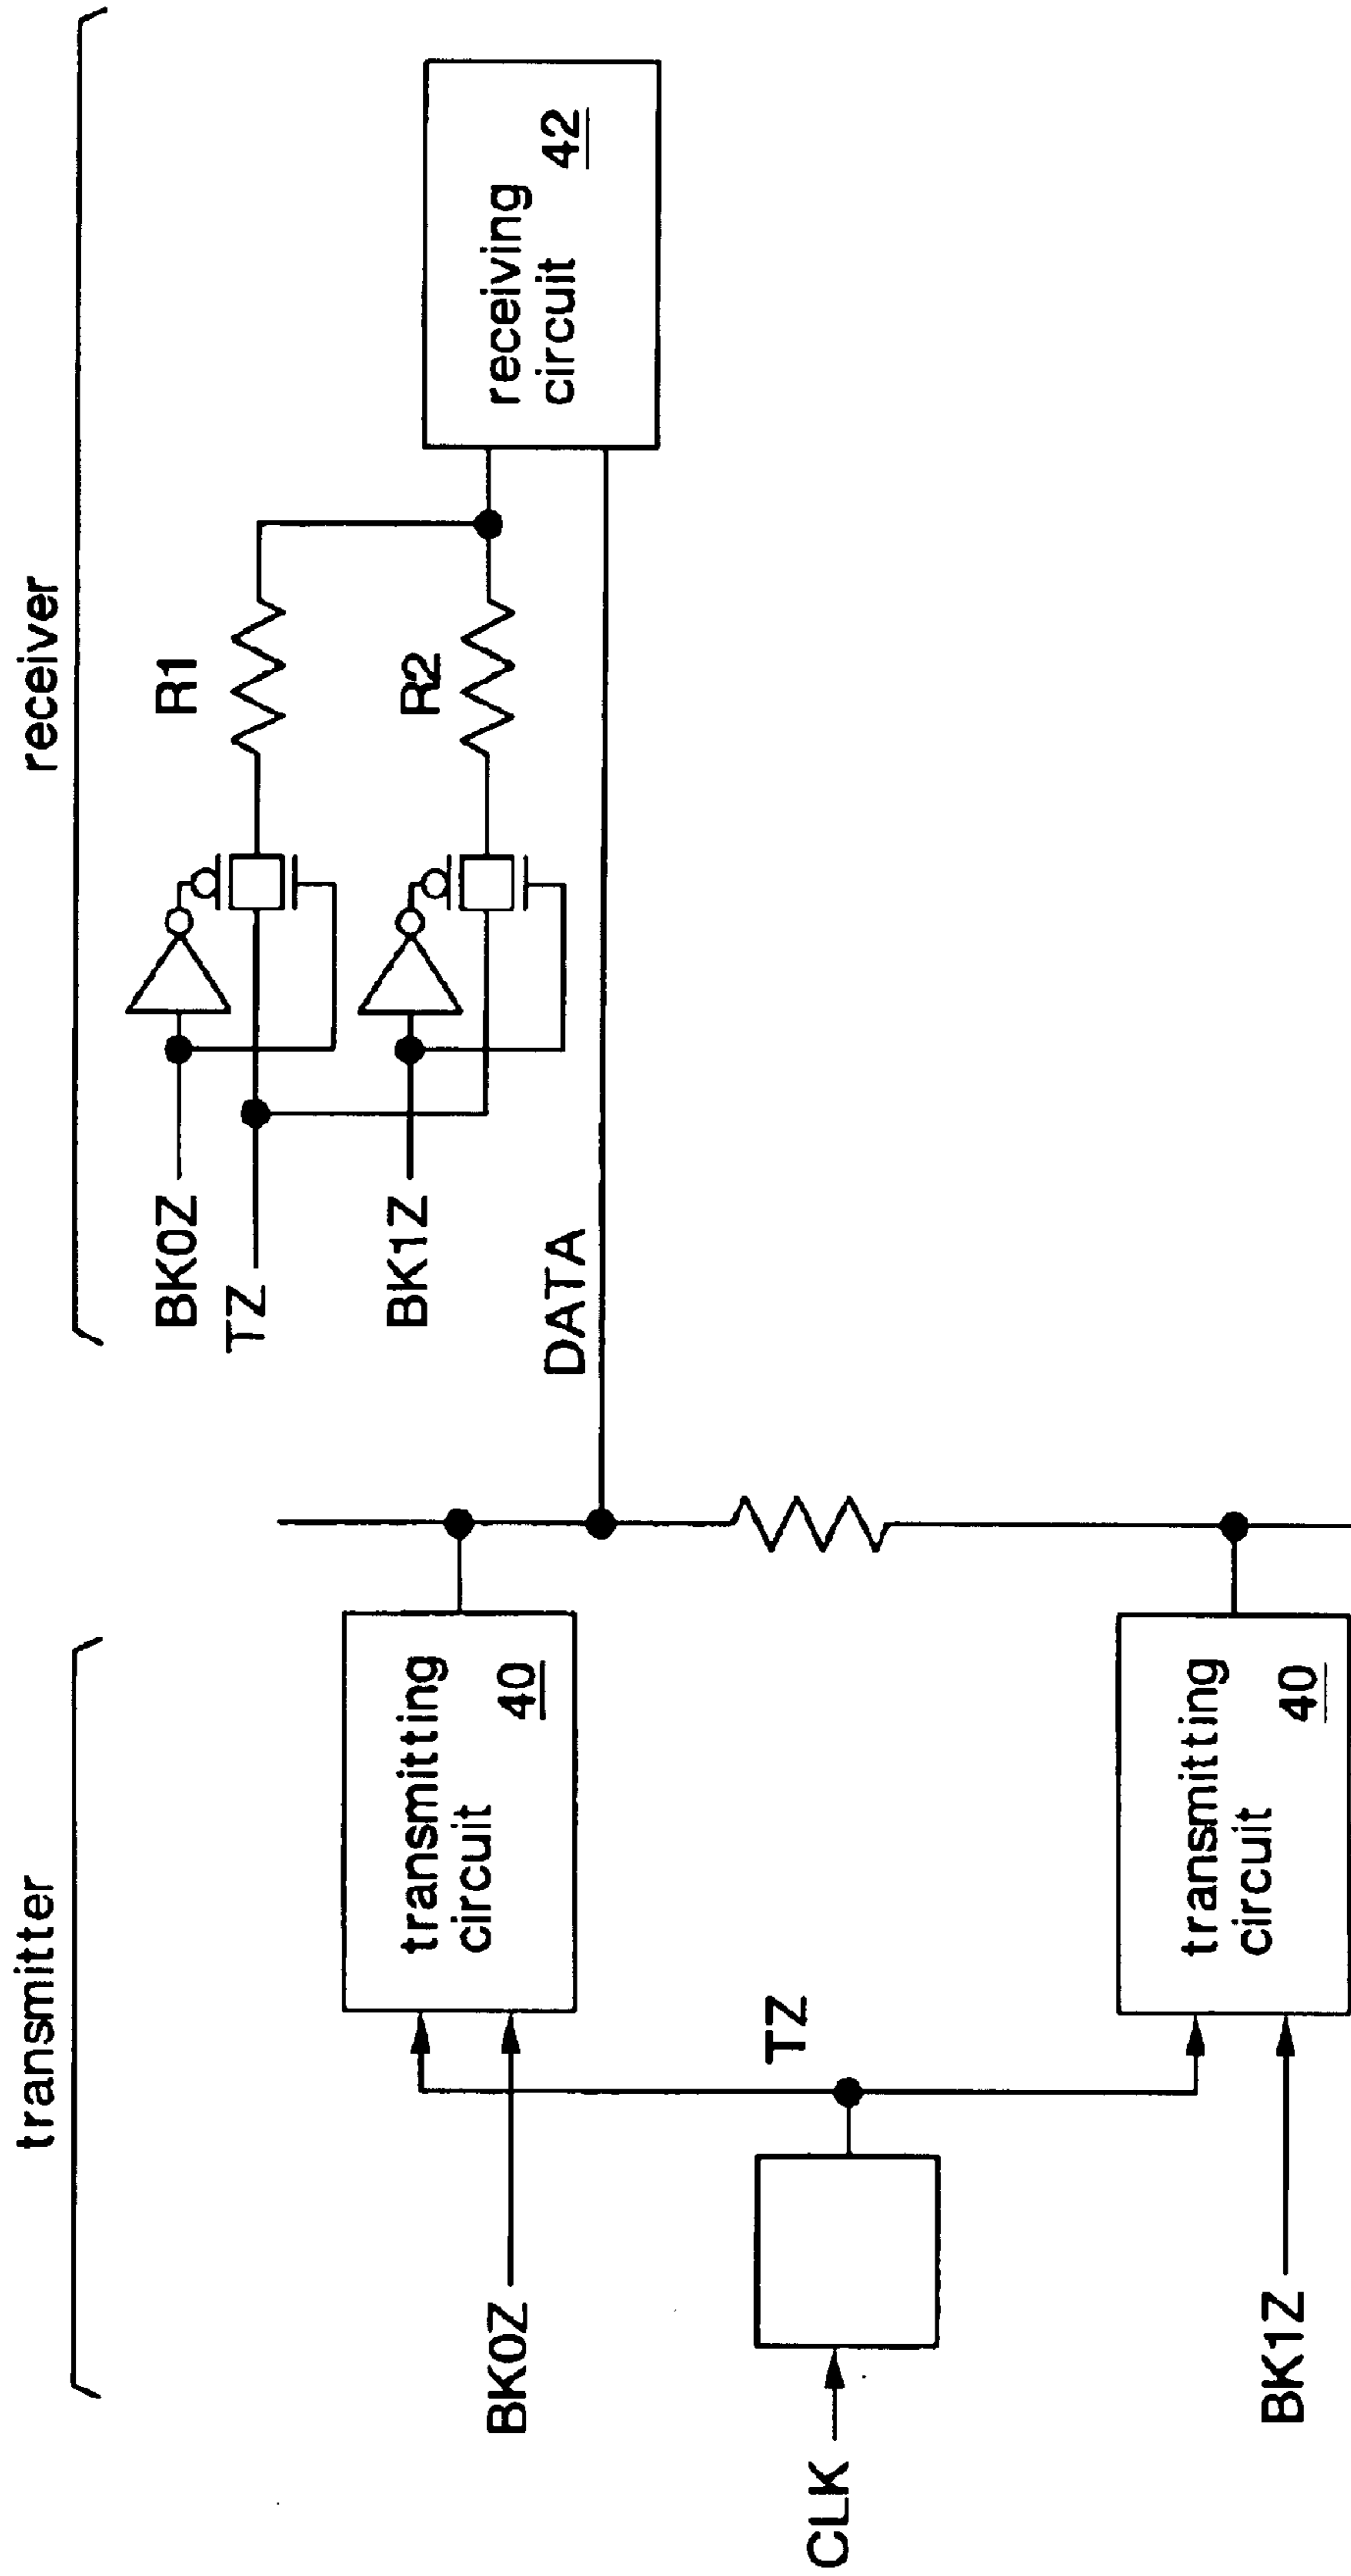 transmitter
receiver
BK0Z
transmitting
circuit
40
CLK
TZ
BK1Z
transmitting
circuit
40
DATA
BK0Z
TZ
BK1Z
R1
R2
receiving
circuit
42